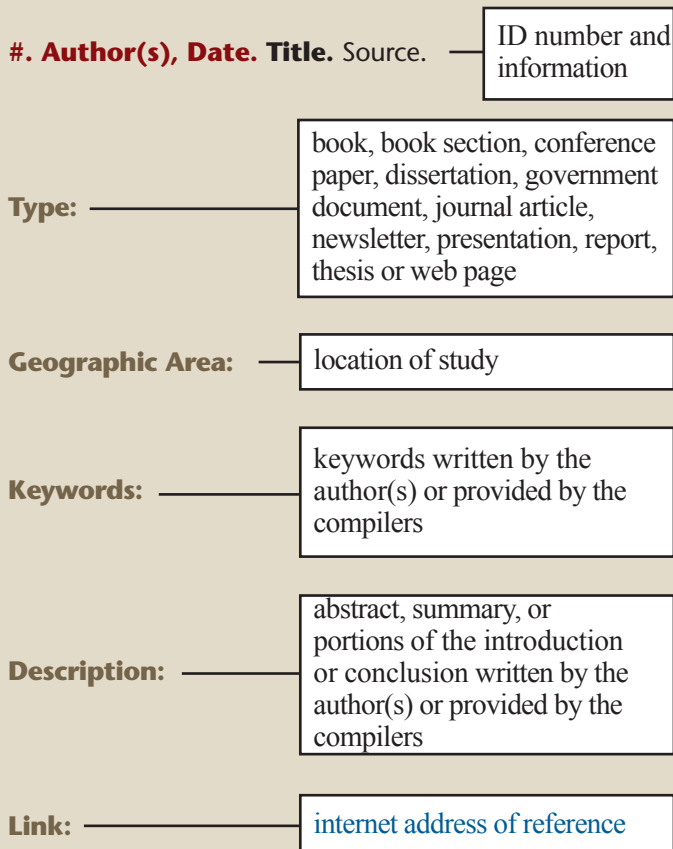 #. Author(s), Date. Title. Source.
ID number and
information
Type:
book, book section, conference
paper, dissertation, government
document, journal article,
newsletter, presentation, report,
thesis or web page
Geographic Area:
location of study
Keywords:
keywords written by the
author(s) or provided by the
compilers
Description:
abstract, summary, or
portions of the introduction
or conclusion written by the
author(s) or provided by the
compilers
Link:
internet address of reference